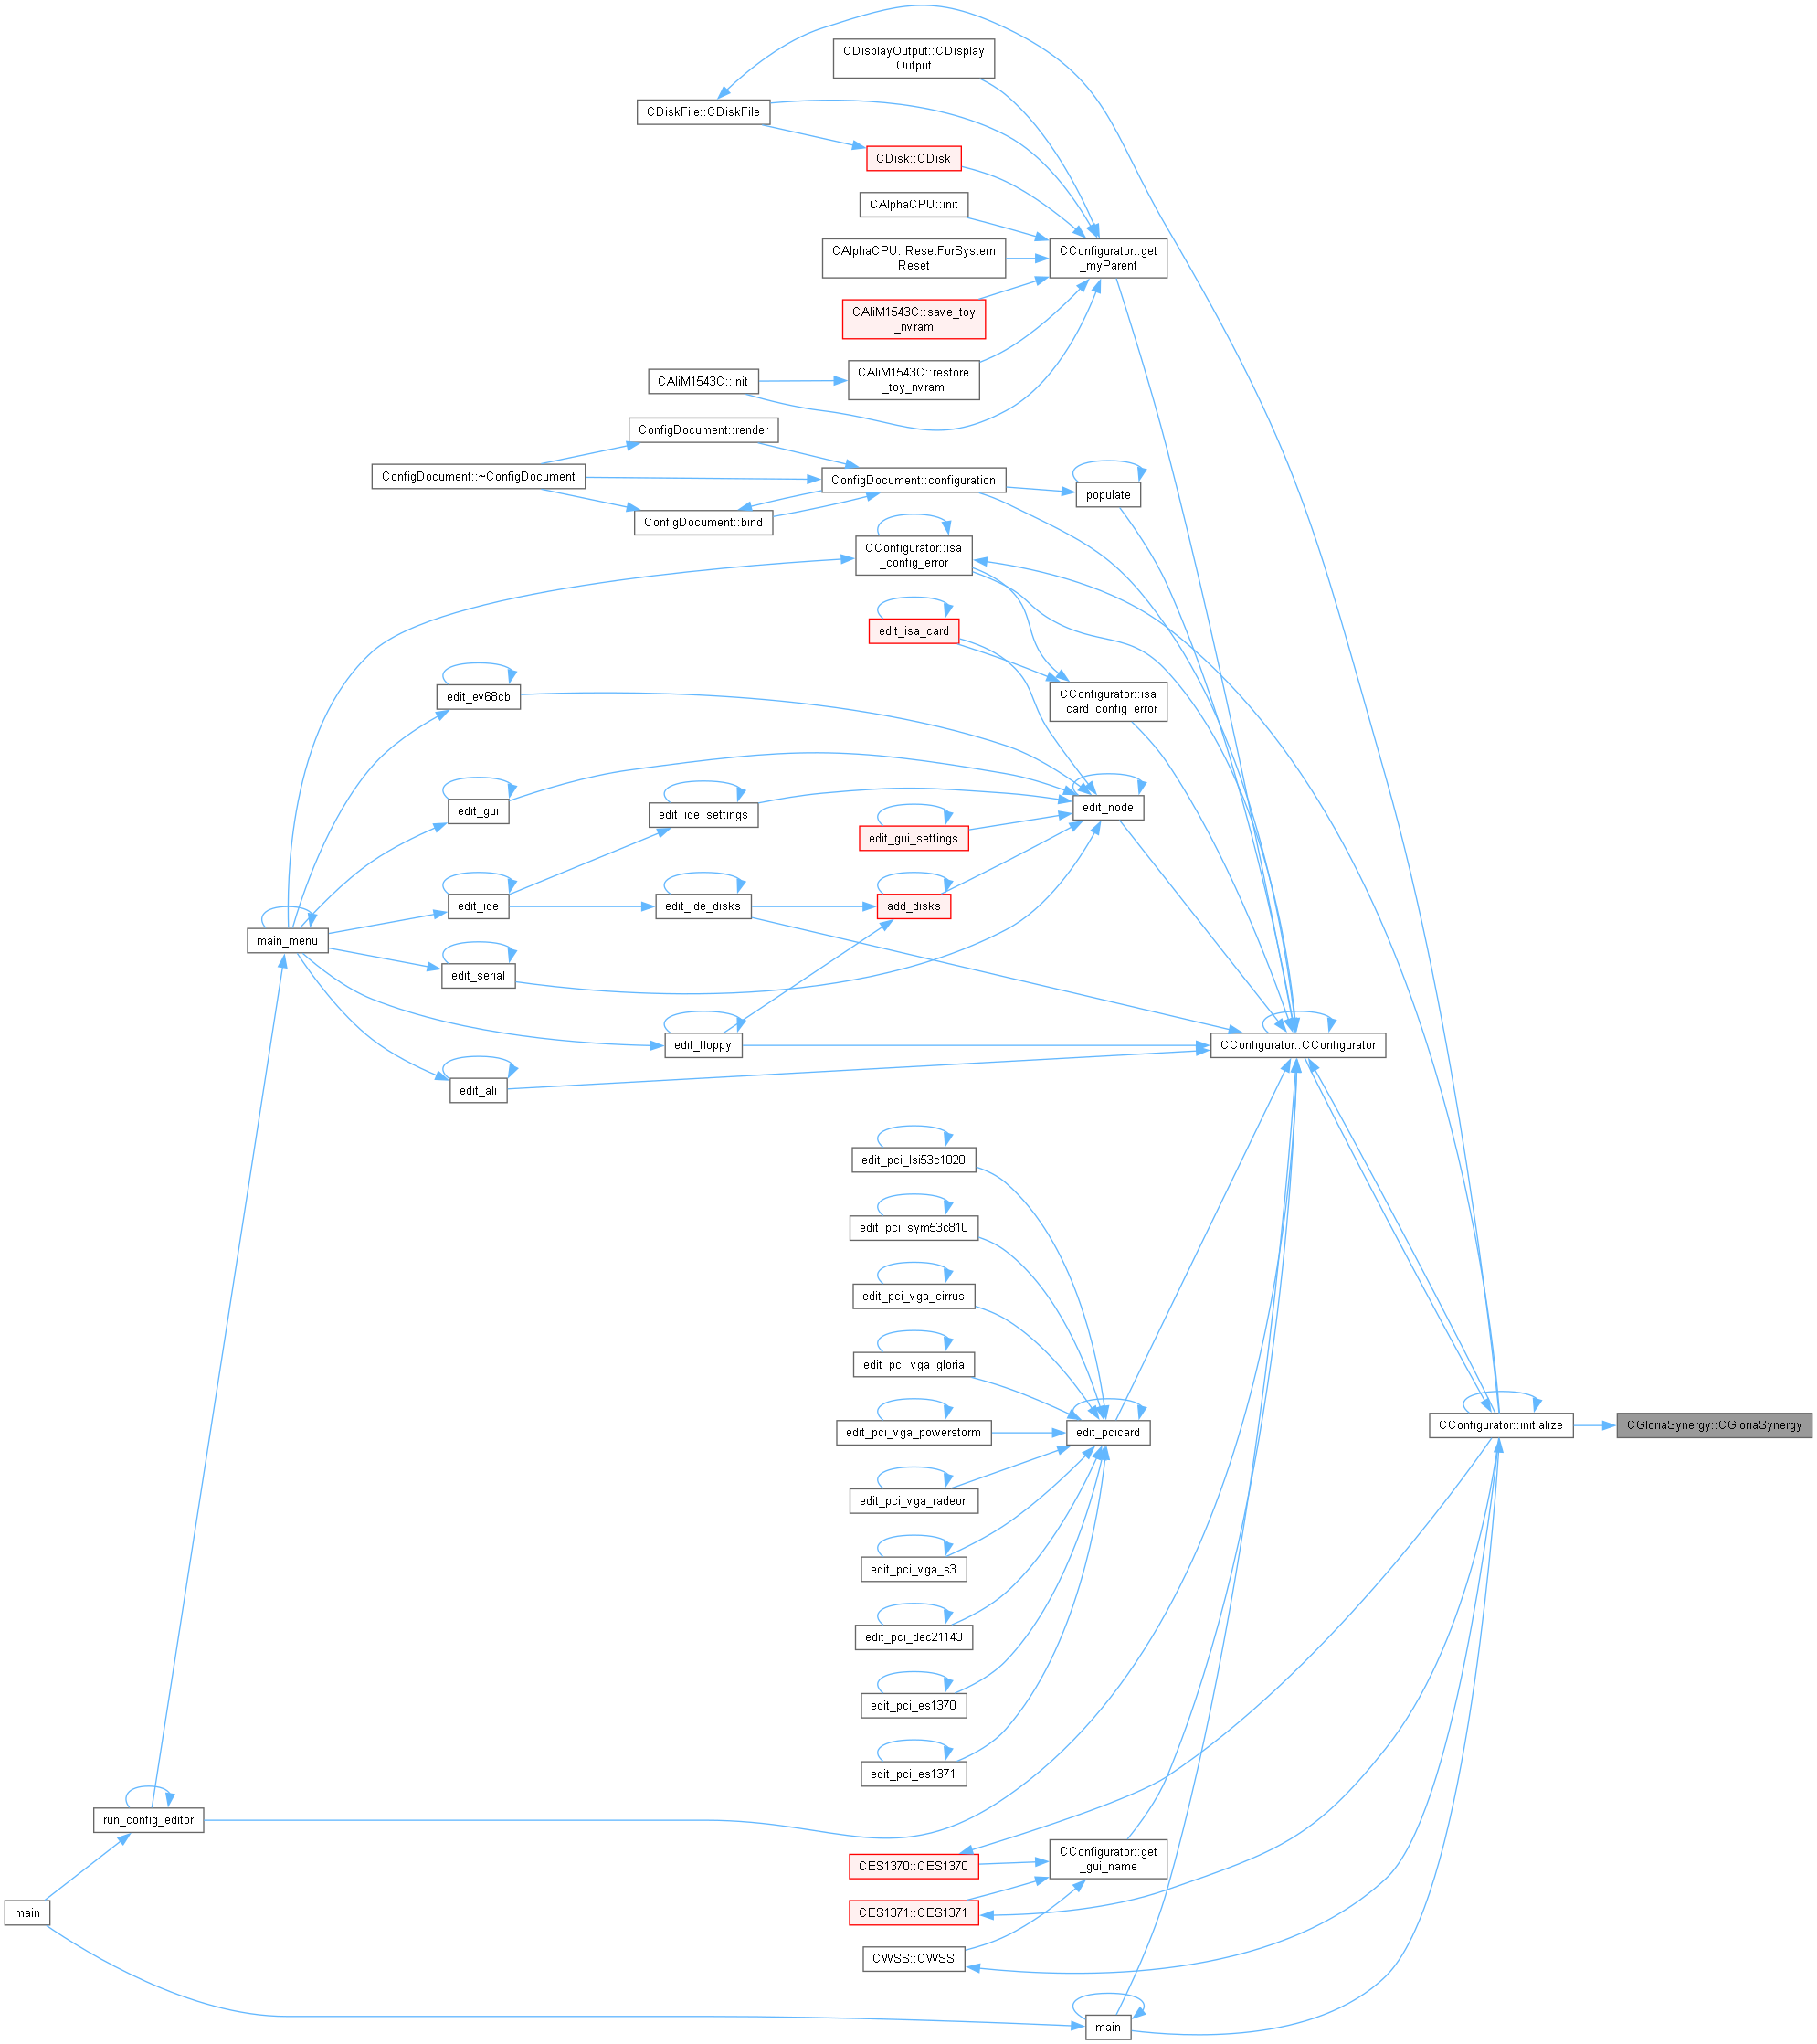 CDisplayOutput::CDisplay
Output
CDiskFile::CDiskFile
CDisk::CDisk
CAlphaCPU::init
CAlphaCPU::ResetForSystem
Reset
CConfigurator::get
_myParent
CAliM1543C::save_toy
_nvram
CAliM1543C::restore
_toy_nvram
CAliM1543C::init
ConfigDocument::render
ConfigDocument::~ConfigDocument
ConfigDocument::configuration
populate
ConfigDocument::bind
CConfigurator::isa
_config_error
edit_isa_card
CConfigurator::isa
_card_config_error
edit_ev68cb
edit_gui
edit_ide_settings
edit_node
edit_gui_settings
edit_ide
edit_ide_disks
add_disks
main_menu
edit_serial
edit_floppy
CConfigurator::CConfigurator
edit_ali
edit_pci_lsi53c1020
edit_pci_sym53c810
edit_pci_vga_cirrus
edit_pci_vga_gloria
edit_pci_vga_powerstorm
edit_pcicard
CConfigurator::initialize
CGloriaSynergy::CGloriaSynergy
edit_pci_vga_radeon
edit_pci_vga_s3
edit_pci_dec21143
edit_pci_es1370
edit_pci_es1371
run_config_editor
CConfigurator::get
_gui_name
CES1370::CES1370
CES1371::CES1371
main
CWSS::CWSS
main